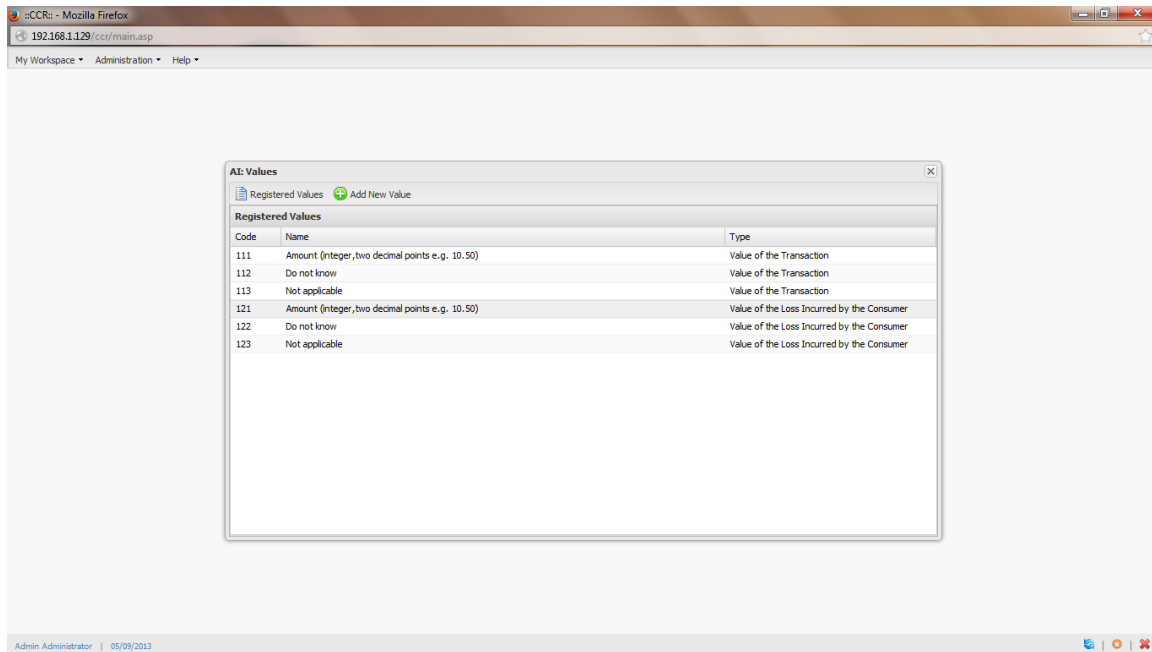 ::CCR:: - Mozilla Firefox
192.168.1.129/ccr/main.asp
My Workspace Administration Help
AI: Values
Registered Values Add New Value
Registered Values
Code Name Type
111 Amount (integer,two decimal points e.g. 10.50) Value of the Transaction
112 Do not know Value of the Transaction
113 Not applicable Value of the Transaction
121 Amount (integer,two decimal points e.g. 10.50) Value of the Loss Incurred by the Consumer
122 Do not know Value of the Loss Incurred by the Consumer
123 Not applicable Value of the Loss Incurred by the Consumer
Admin Administrator | 05/09/2013